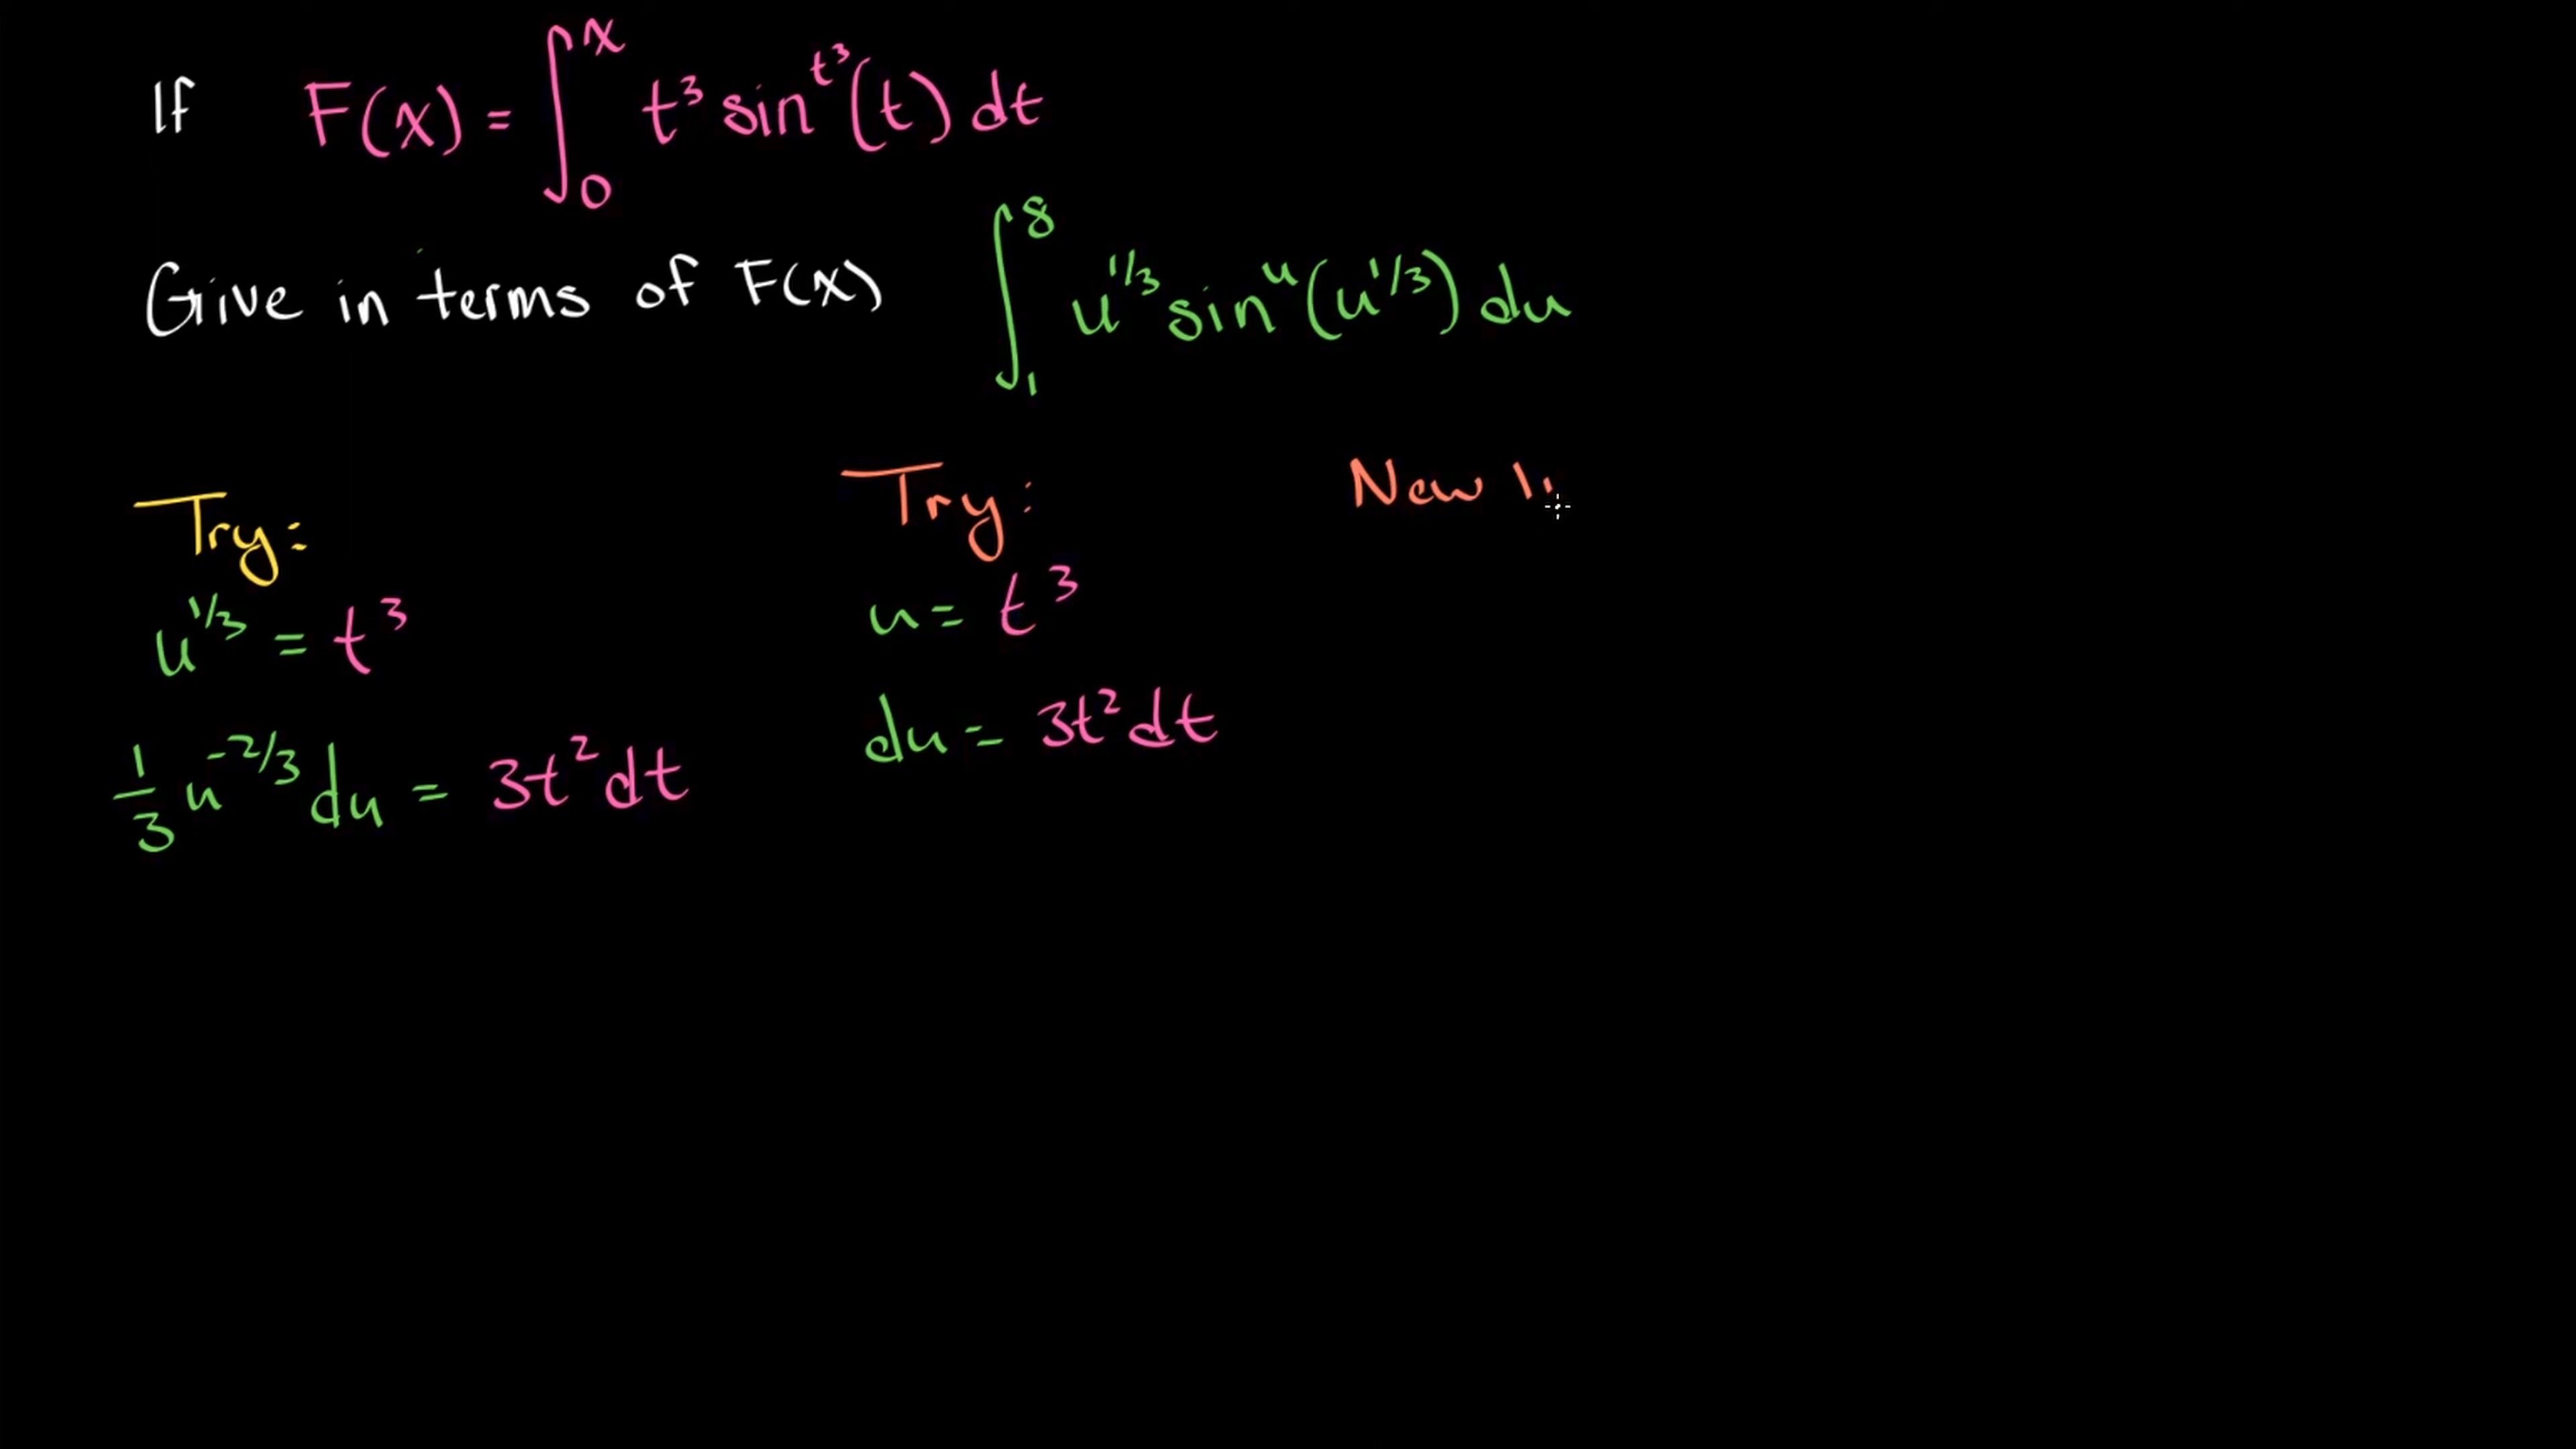 If F(x) = ∫₀ˣ t³ sin^(t³)(t) dt
Give in terms of F(x) ∫₁⁸ u^(1/3) sin^u(u^(1/3)) du
Try: Try: New
u^(1/3) = t³ u = t³
1/3 u^(-2/3) du = 3t² dt du = 3t² dt